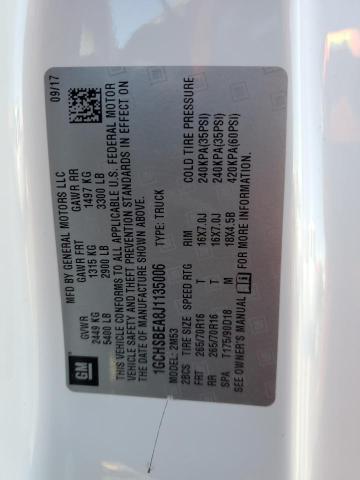 GM
MFD BY GENERAL MOTORS LLC
GVWR GAWR FRT GAWR RR
2449 KG 1315 KG 1497 KG
5400 LB 2900 LB 3300 LB
09/17
THIS VEHICLE CONFORMS TO ALL APPLICABLE U.S. FEDERAL MOTOR
VEHICLE SAFETY AND THEFT PREVENTION STANDARDS IN EFFECT ON
THE DATE OF MANUFACTURE SHOWN ABOVE.
1GCHSBEA8J1135006 TYPE: TRUCK
MODEL: 2M53
2BCS TIRE SIZE SPEED RTG RIM COLD TIRE PRESSURE
FRT 265/70R16 T 16X7.0J 240KPA(35PSI)
RR 265/70R16 T 16X7.0J 240KPA(35PSI)
SPA T175/90D18 M 18X4.5B 420KPA(60PSI)
SEE OWNER'S MANUAL